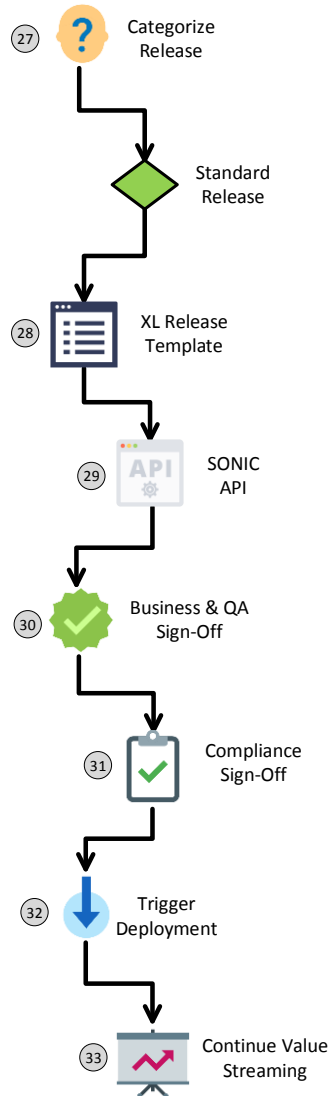 27
Categorize
Release
?
Standard
Release
28
XL Release
Template
29
API
SONIC
API
30
Business & QA
Sign-Off
31
Compliance
Sign-Off
32
Trigger
Deployment
33
Continue Value
Streaming